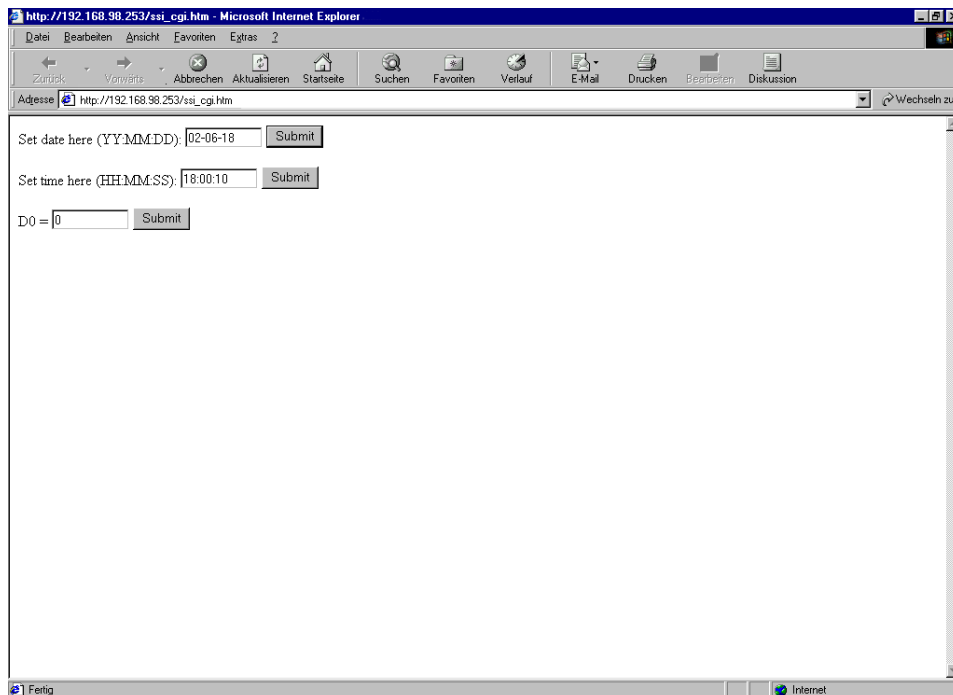 http://192.168.98.253/ssi_cgi.htm - Microsoft Internet Explorer
Datei Bearbeiten Ansicht Favoriten Extras ?
Zurück Vorwärts Abbrechen Aktualisieren Startseite Suchen Favoriten Verlauf E-Mail Drucken Bearbeiten Diskussion
Adresse http://192.168.98.253/ssi_cgi.htm Wechseln zu
Set date here (YY:MM:DD): 02-06-18 Submit
Set time here (HH:MM:SS): 18:00:10 Submit
D0 = 0 Submit
Fertig Internet